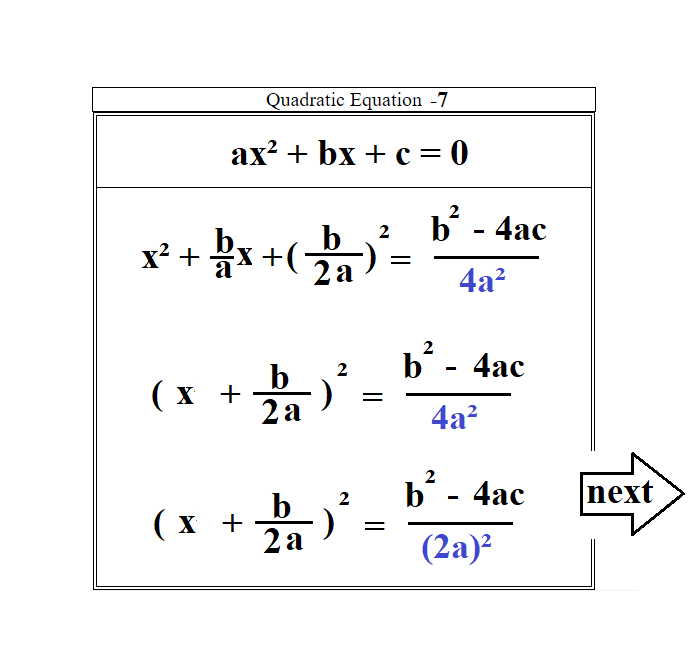 Quadratic Equation -7
ax² + bx + c = 0
x² + b/a x + ( b/2a )² = b² - 4ac / 4a²
( x + b/2a )² = b² - 4ac / 4a²
( x + b/2a )² = b² - 4ac / (2a)²
next